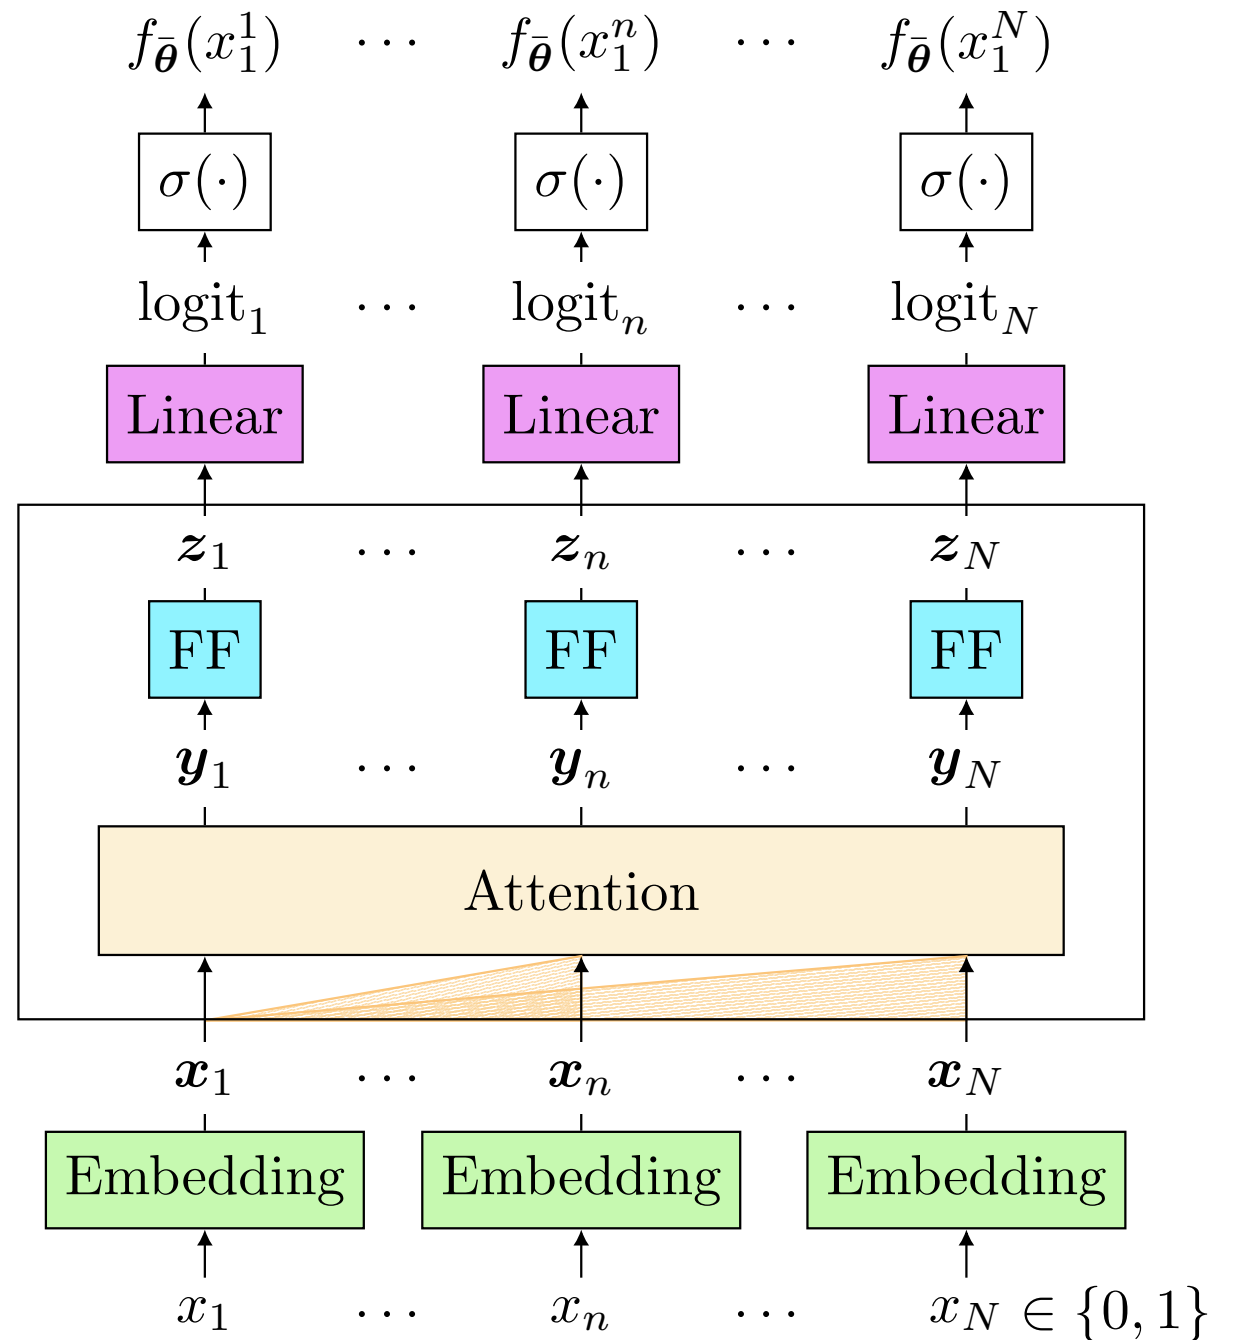 f_θ̄(x_1^1) ··· f_θ̄(x_1^n) ··· f_θ̄(x_1^N)
σ(·) σ(·) σ(·)
logit_1 ··· logit_n ··· logit_N
Linear Linear Linear
z_1 ··· z_n ··· z_N
FF FF FF
y_1 ··· y_n ··· y_N
Attention
x_1 ··· x_n ··· x_N
Embedding Embedding Embedding
x_1 ··· x_n ··· x_N ∈ {0, 1}